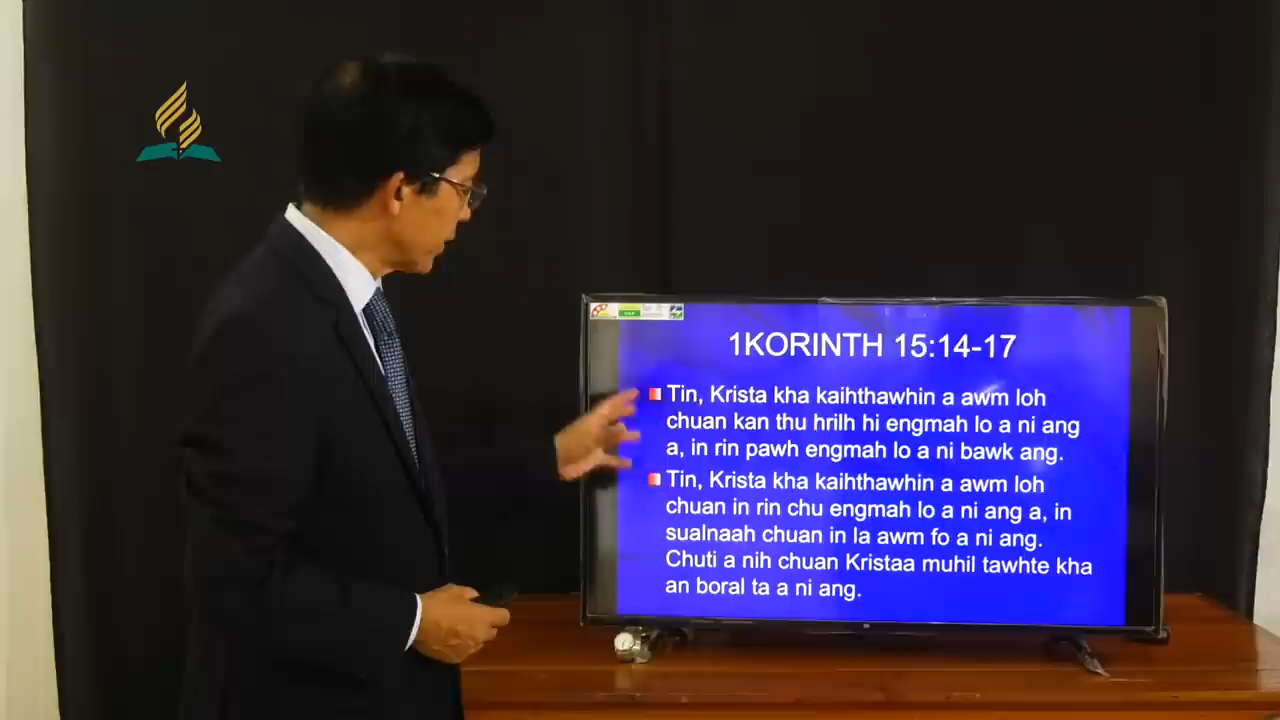 1KORINTH 15:14-17
Tin, Krista kha kaihthawhin a awm loh
chuan kan thu hrilh hi engmah lo a ni ang
a, in rin pawh engmah lo a ni bawk ang.
Tin, Krista kha kaihthawhin a awm loh
chuan in rin chu engmah lo a ni ang a, in
sualnaah chuan in la awm fo a ni ang.
Chuti a nih chuan Kristaa muhil tawhte kha
an boral ta a ni ang.